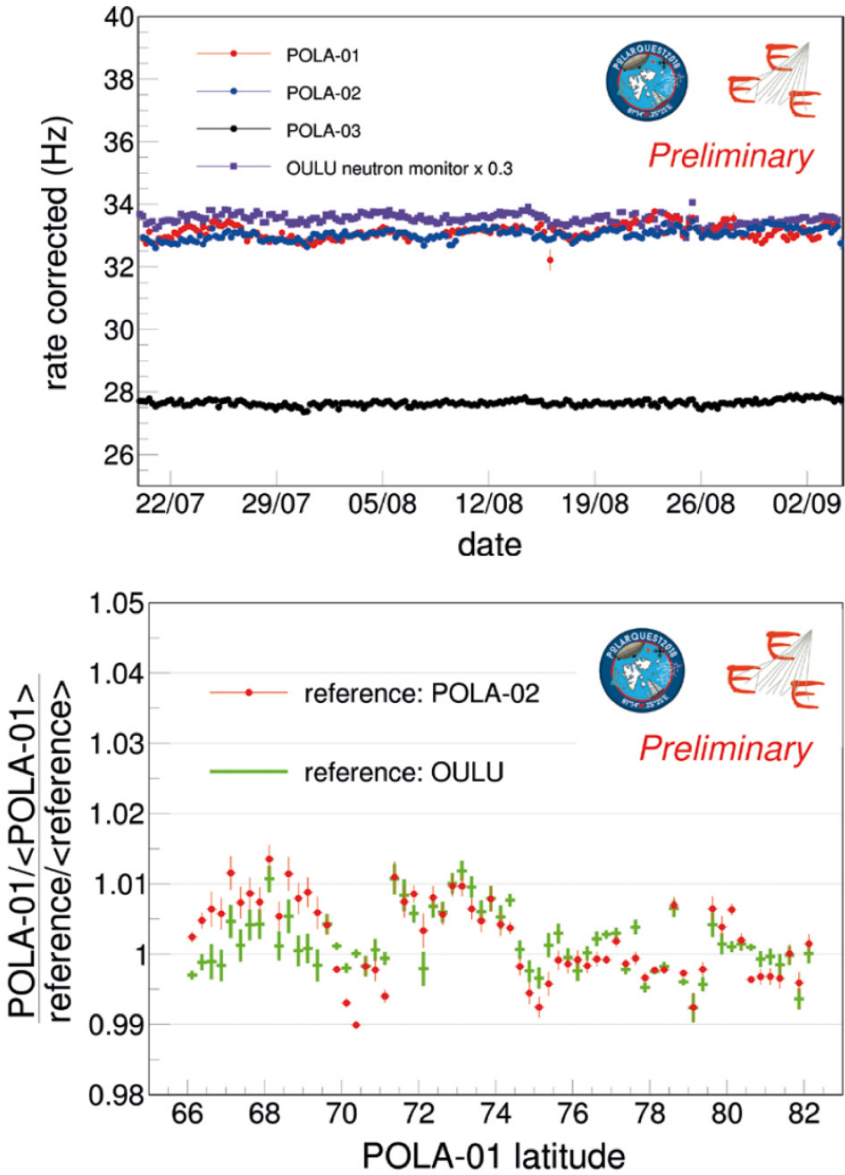 40
38
36
34
32
30
28
26
rate corrected (Hz)
POLA-01
POLA-02
POLA-03
OULU neutron monitor x 0.3
POLARQUEST2018
Preliminary
22/07 29/07 05/08 12/08 19/08 26/08 02/09
date
1.05
1.04
1.03
1.02
1.01
1
0.99
0.98
POLA-01/<POLA-01>
reference/<reference>
reference: POLA-02
reference: OULU
POLARQUEST2018
EEE
Preliminary
66 68 70 72 74 76 78 80 82
POLA-01 latitude